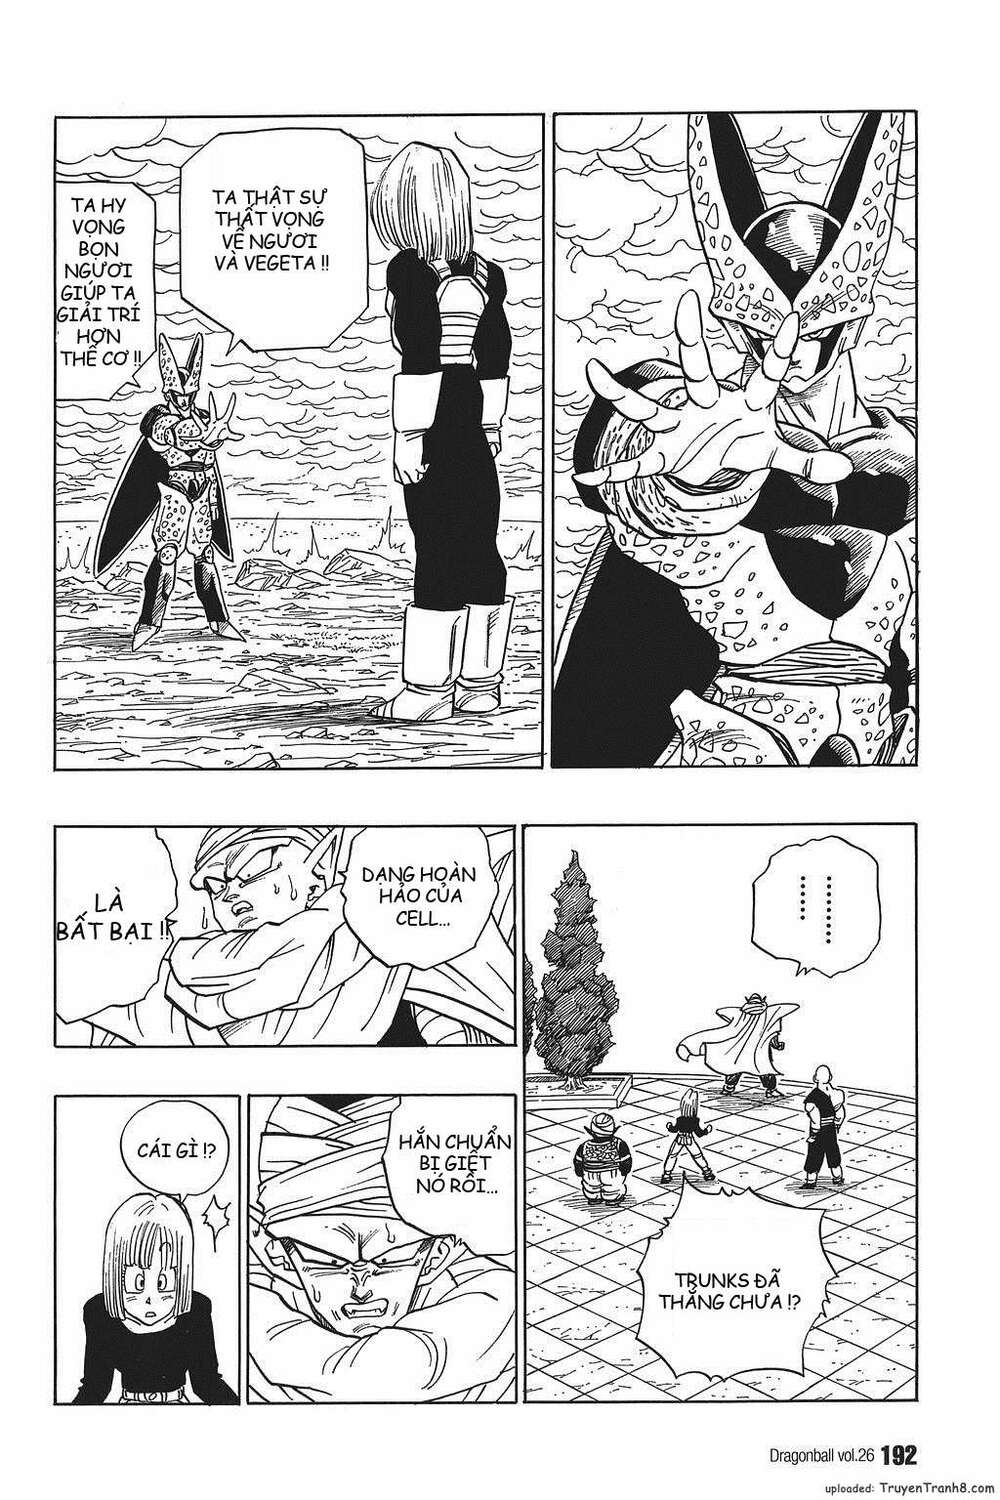 TA THẬT SỰ
THẤT VỌNG
VỀ NGƯƠI
VÀ VEGETA !!
TA HY
VỌNG
BỌN
NGƯƠI
GIÚP TA
GIẢI TRÍ
HƠN
THẾ CƠ !!
TRUNKS ĐÃ
THẮNG CHƯA !?
DẠNG HOÀN
HẢO CỦA
CELL...
LÀ
BẤT BẠI !!
HẮN CHUẨN
BỊ GIẾT
NÓ RỒI...
CÁI GÌ !?
Dragonball vol.26 192
uploaded: TruyenTranh8.com